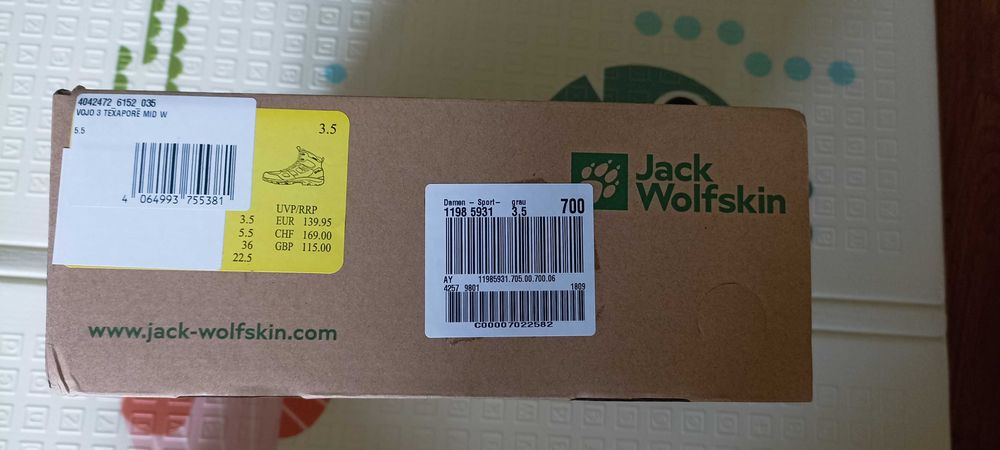 4042472 6152 035
VOJO 3 TEXAPORE MID W
5.5
4 064993 755381
3.5
UVP/RRP
EUR 139.95
CHF 169.00
GBP 115.00
3.5
5.5
36
22.5
www.jack-wolfskin.com
Damen - Sport- grau
1198 5931 3,5 700
AY 11985931.705.00.700.06
4257 9801 1809
C00007022582
Jack
Wolfskin